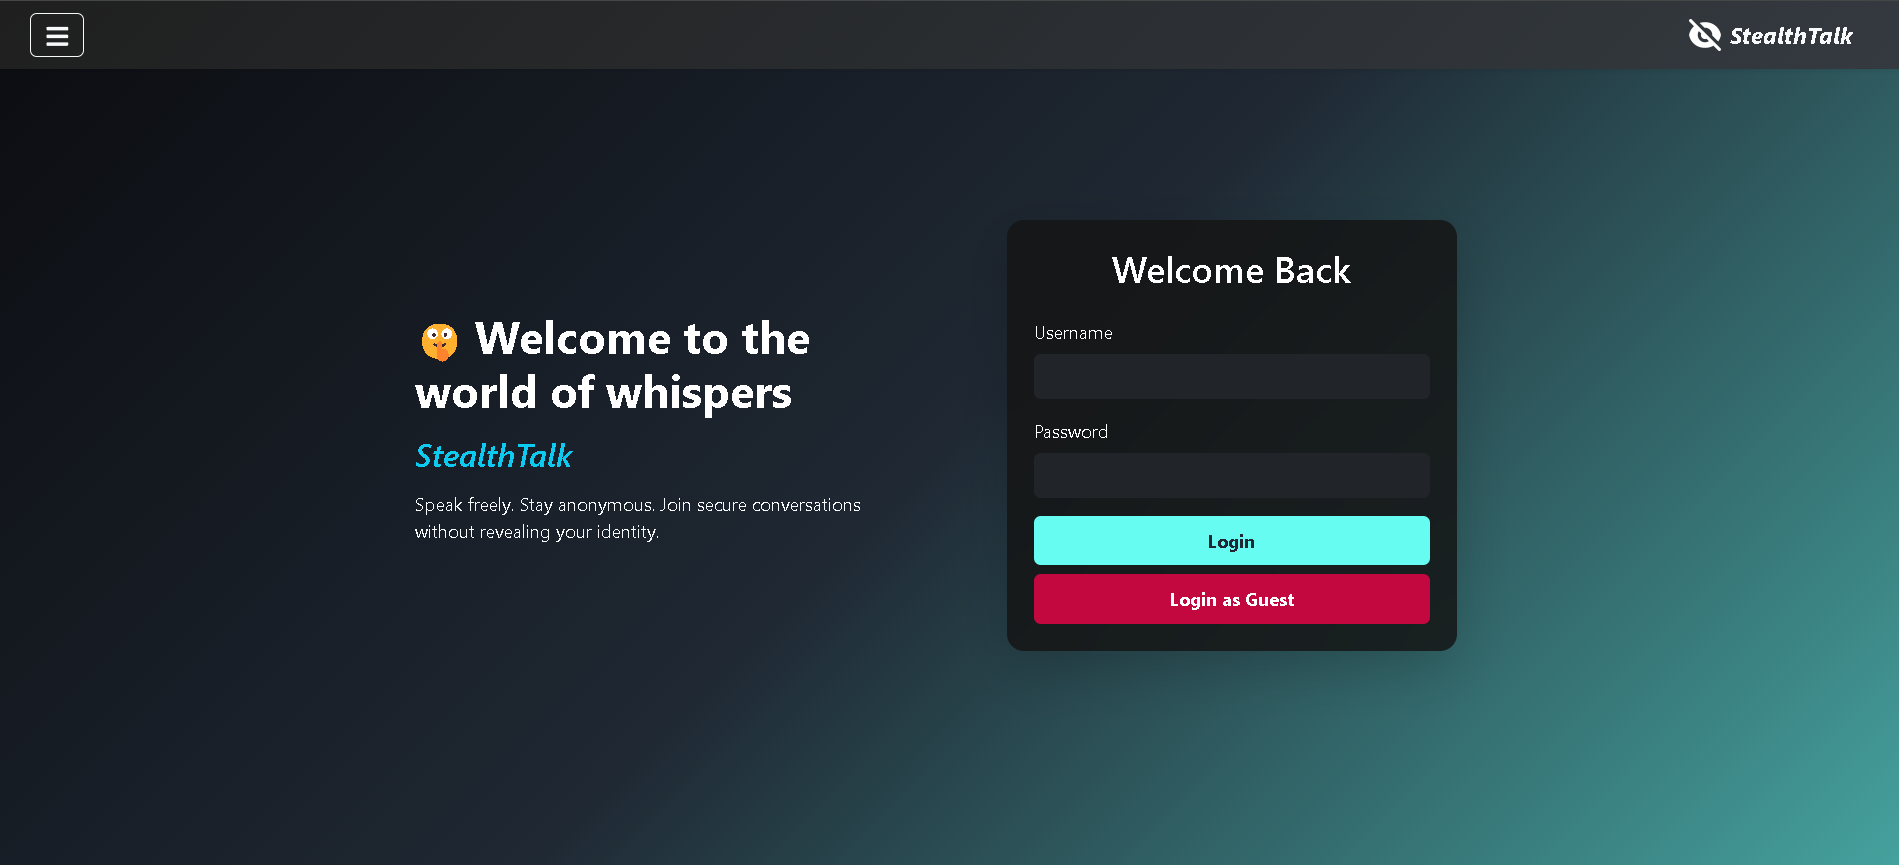 StealthTalk
Welcome to the
world of whispers
StealthTalk
Speak freely. Stay anonymous. Join secure conversations
without revealing your identity.
Welcome Back
Username
Password
Login
Login as Guest